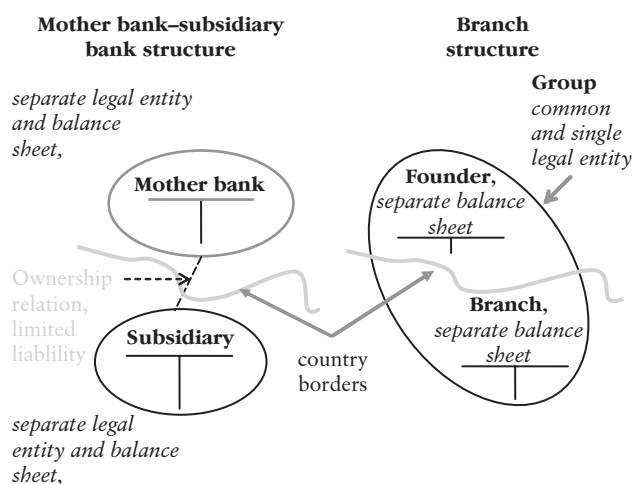 Mother bank–subsidiary
bank structure
separate legal entity
and balance
sheet,
Mother bank
Ownership
relation,
limited
liablility
Subsidiary
separate legal
entity and balance
sheet,
country
borders
Branch
structure
Group
common
and single
legal entity
Founder,
separate balance
sheet
Branch,
separate balance
sheet